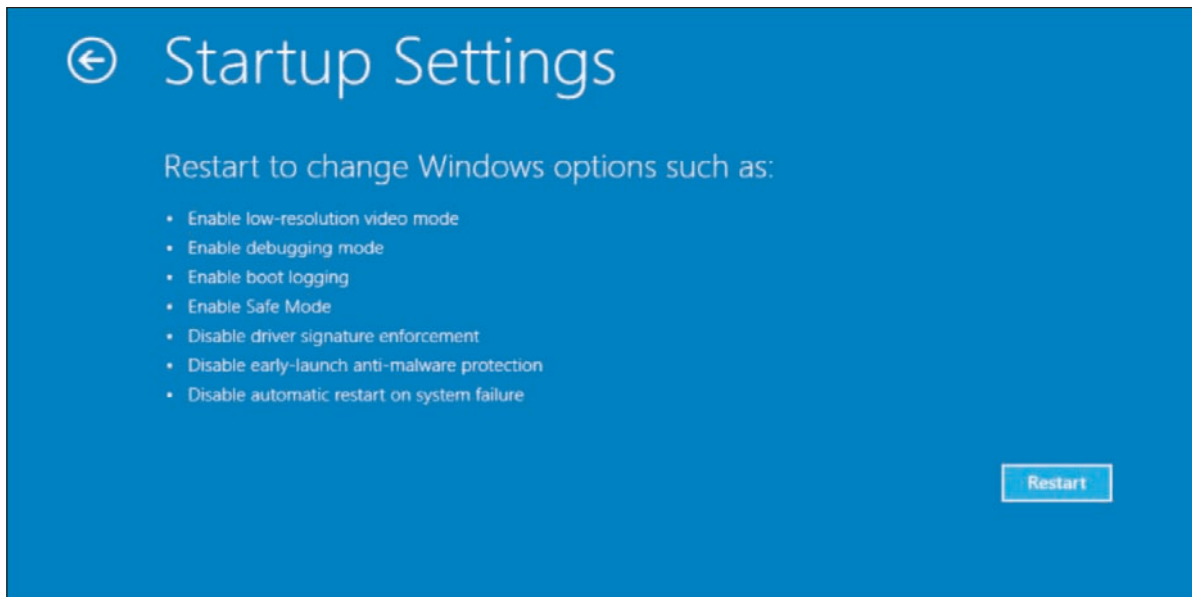 Startup Settings
Restart to change Windows options such as:
• Enable low-resolution video mode
• Enable debugging mode
• Enable boot logging
• Enable Safe Mode
• Disable driver signature enforcement
• Disable early-launch anti-malware protection
• Disable automatic restart on system failure
Restart